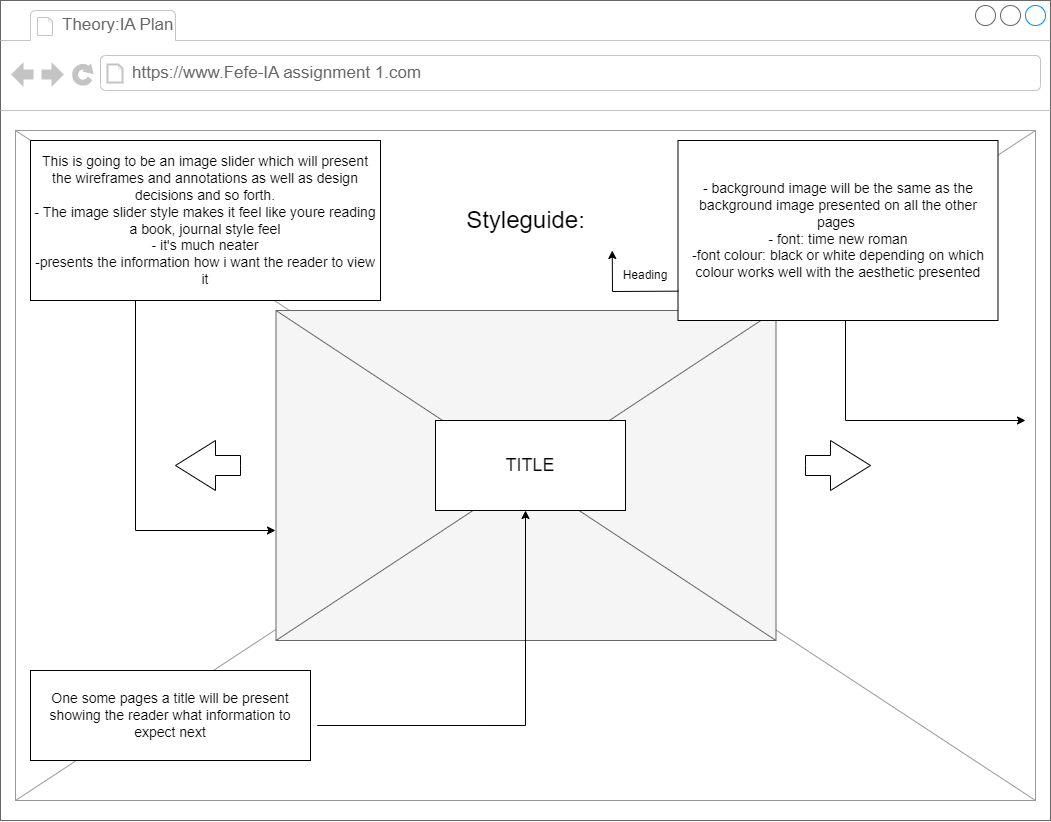 Theory:IA Plan
https://www.Fefe-IA assignment 1.com
This is going to be an image slider which will present
the wireframes and annotations as well as design
decisions and so forth.
- The image slider style makes it feel like youre reading
a book, journal style feel
- it's much neater
-presents the information how i want the reader to view
it
Styleguide:
Heading
- background image will be the same as the
background image presented on all the other
pages
- font: time new roman
-font colour: black or white depending on which
colour works well with the aesthetic presented
TITLE
One some pages a title will be present
showing the reader what information to
expect next